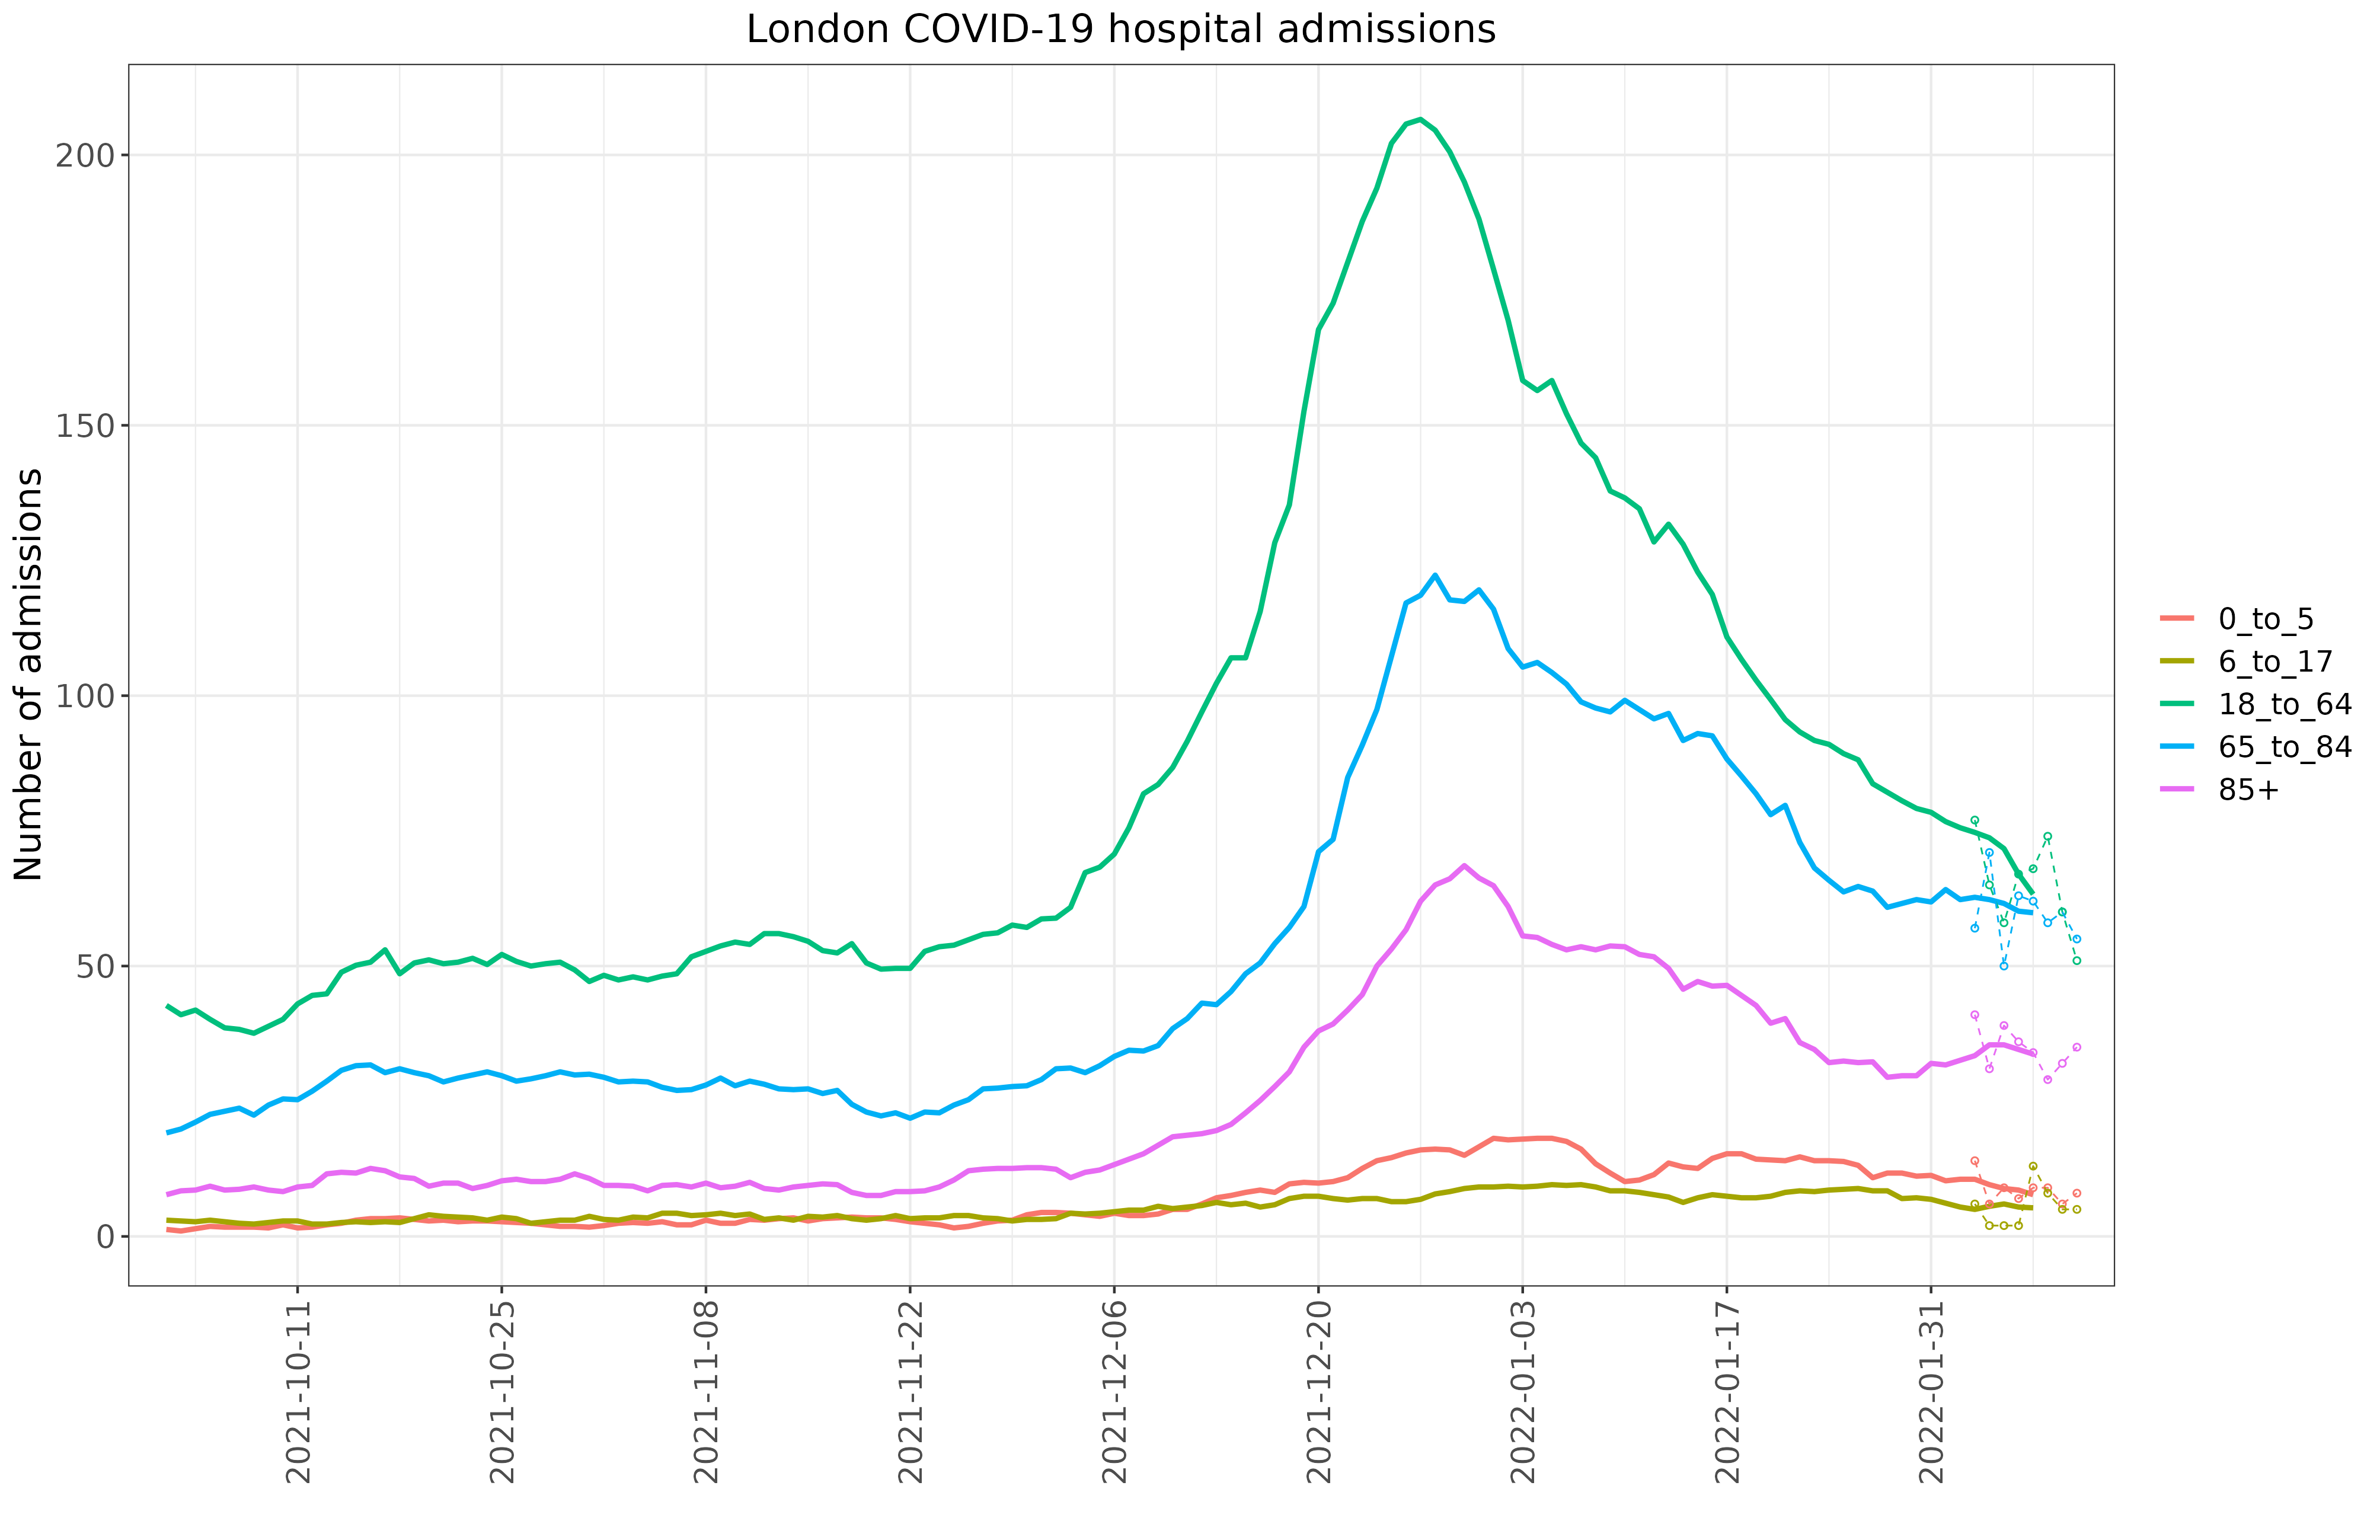 London COVID-19 hospital admissions
Number of admissions
200
150
100
50
0
2021-10-11
2021-10-25
2021-11-08
2021-11-22
2021-12-06
2021-12-20
2022-01-03
2022-01-17
2022-01-31
0_to_5
6_to_17
18_to_64
65_to_84
85+